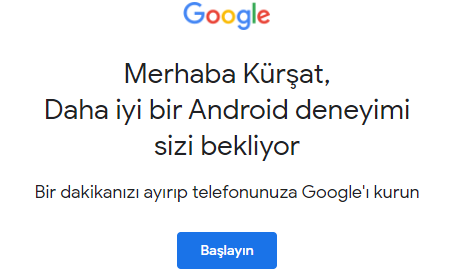 Google
Merhaba Kürşat,
Daha iyi bir Android deneyimi
sizi bekliyor
Bir dakikanızı ayırıp telefonunuza Google'ı kurun
Başlayın